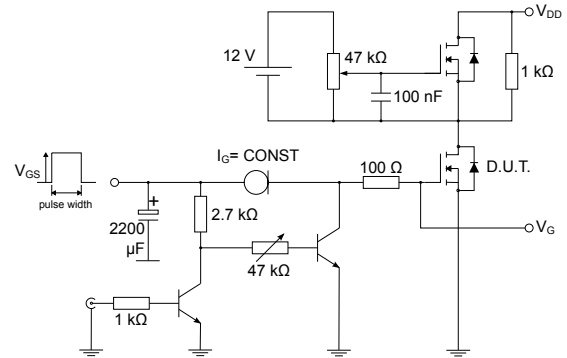 V_DD
12 V
47 kΩ
1 kΩ
100 nF
I_G= CONST
V_GS
pulse width
100 Ω
D.U.T.
2200
µF
+
2.7 kΩ
V_G
47 kΩ
1 kΩ